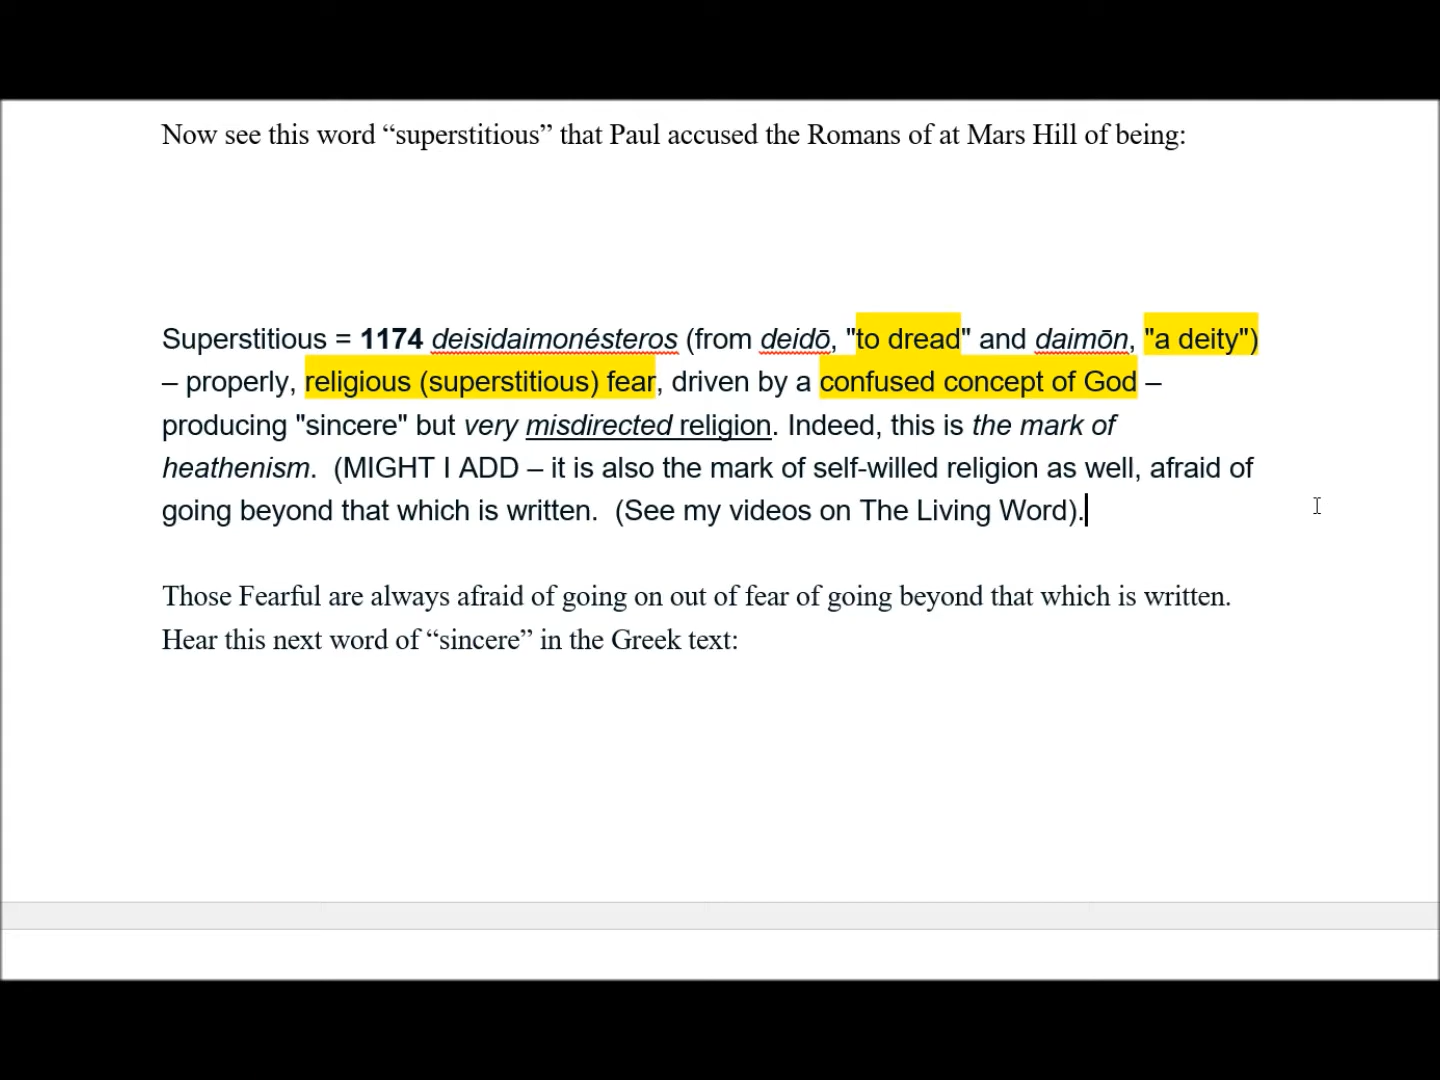 Now see this word “superstitious” that Paul accused the Romans of at Mars Hill of being:
Superstitious = 1174 deisidaimonésteros (from deidō, "to dread" and daimōn, "a deity")
– properly, religious (superstitious) fear, driven by a confused concept of God –
producing "sincere" but very misdirected religion. Indeed, this is the mark of
heathenism.  (MIGHT I ADD – it is also the mark of self-willed religion as well, afraid of
going beyond that which is written.  (See my videos on The Living Word).
Those Fearful are always afraid of going on out of fear of going beyond that which is written.
Hear this next word of “sincere” in the Greek text: